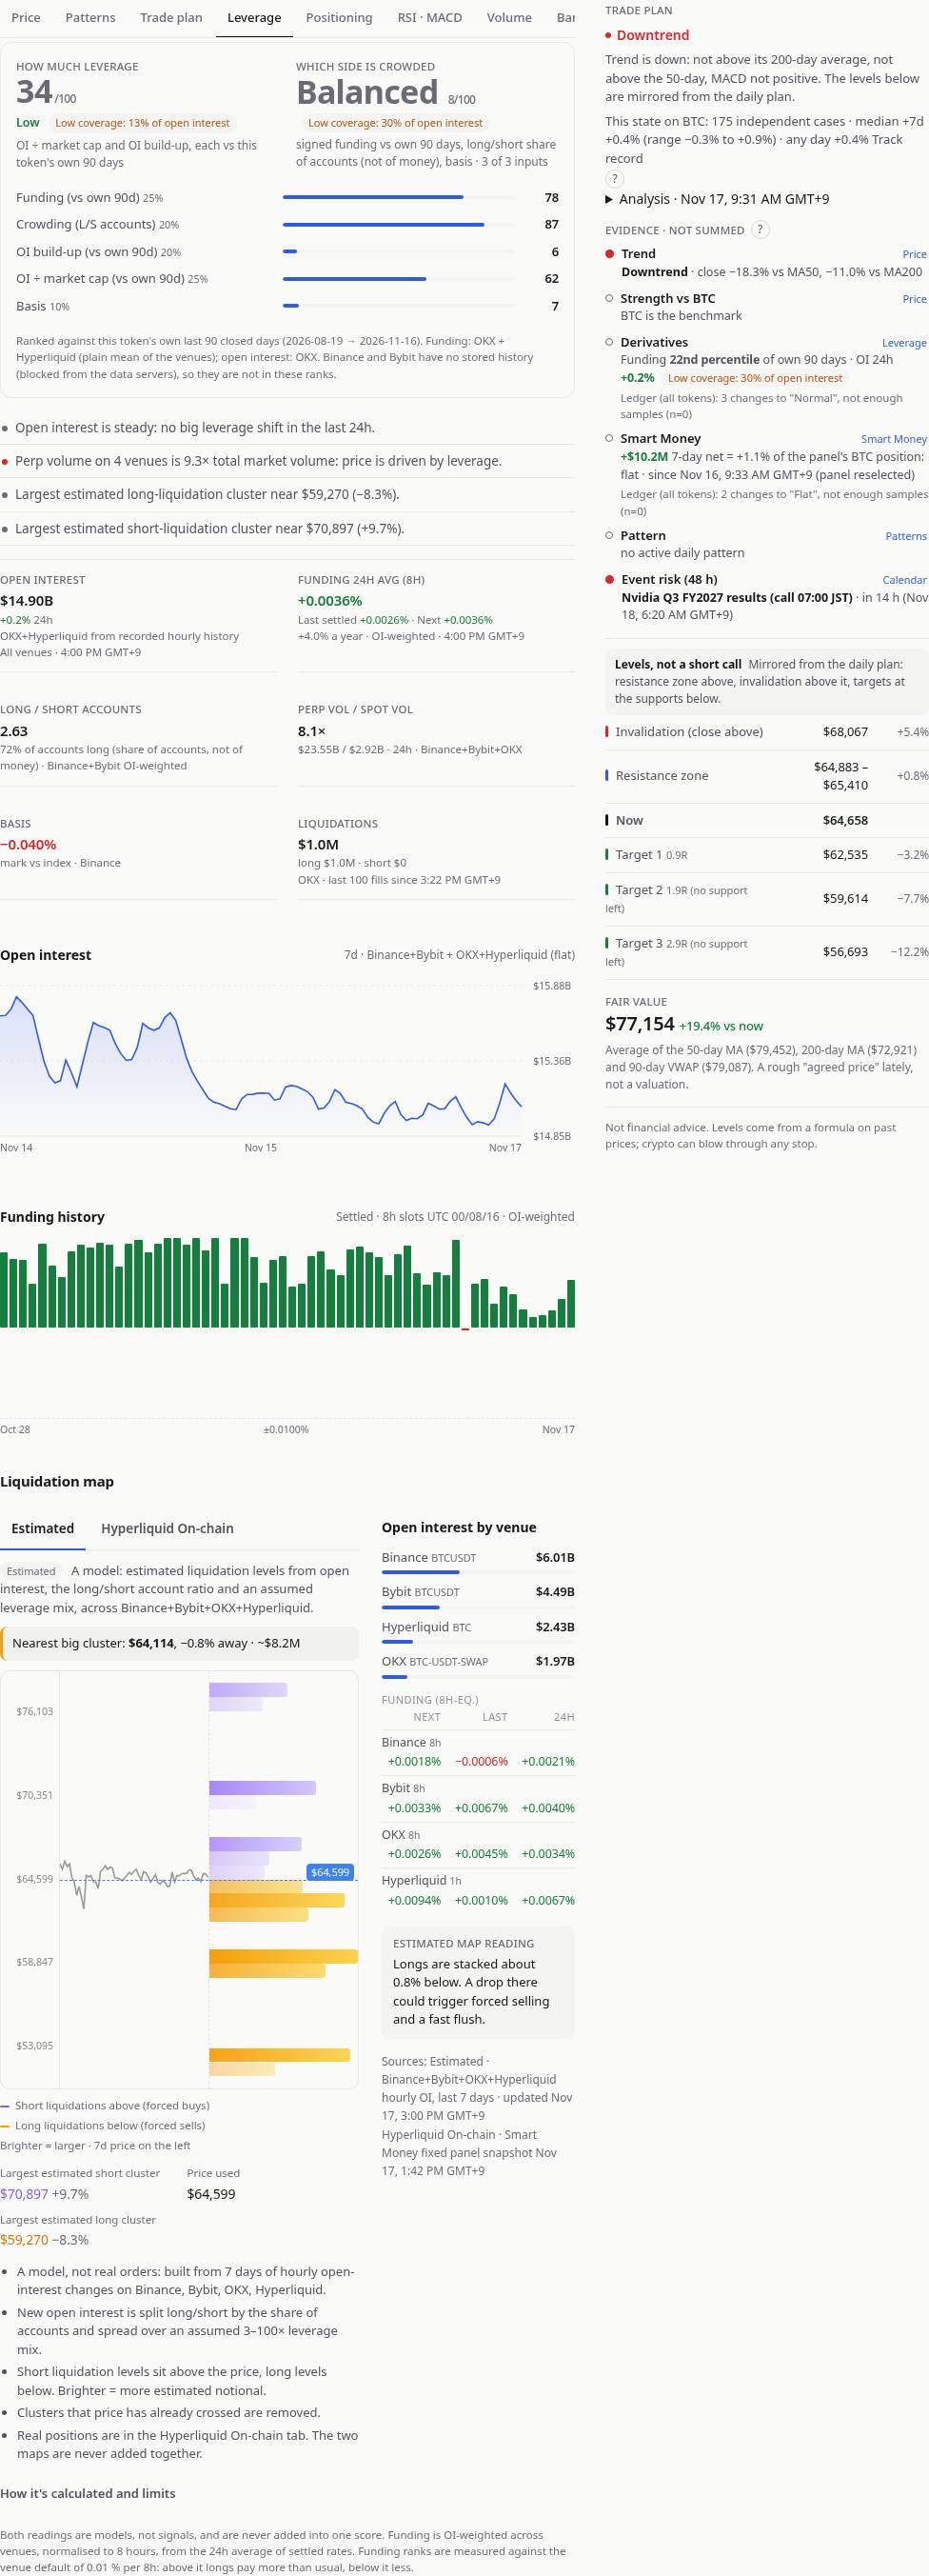 Price Patterns Trade plan Leverage Positioning RSI · MACD Volume
HOW MUCH LEVERAGE
34 /100
Low Low coverage: 13% of open interest
OI ÷ market cap and OI build-up, each vs this
token's own 90 days
WHICH SIDE IS CROWDED
Balanced 8/100
Low coverage: 30% of open interest
signed funding vs own 90 days, long/short share
of accounts (not of money), basis · 3 of 3 inputs
Funding (vs own 90d) 25% 78
Crowding (L/S accounts) 20% 87
OI build-up (vs own 90d) 20% 6
OI ÷ market cap (vs own 90d) 25% 62
Basis 10% 7
Ranked against this token's own last 90 closed days (2026-08-19 → 2026-11-16). Funding: OKX +
Hyperliquid (plain mean of the venues); open interest: OKX. Binance and Bybit have no stored history
(blocked from the data servers), so they are not in these ranks.
Open interest is steady: no big leverage shift in the last 24h.
Perp volume on 4 venues is 9.3× total market volume: price is driven by leverage.
Largest estimated long-liquidation cluster near $59,270 (−8.3%).
Largest estimated short-liquidation cluster near $70,897 (+9.7%).
OPEN INTEREST
$14.90B
+0.2% 24h
OKX+Hyperliquid from recorded hourly history
All venues · 4:00 PM GMT+9
FUNDING 24H AVG (8H)
+0.0036%
Last settled +0.0026% · Next +0.0036%
+4.0% a year · OI-weighted · 4:00 PM GMT+9
LONG / SHORT ACCOUNTS
2.63
72% of accounts long (share of accounts, not of
money) · Binance+Bybit OI-weighted
PERP VOL / SPOT VOL
8.1×
$23.55B / $2.92B · 24h · Binance+Bybit+OKX
BASIS
−0.040%
mark vs index · Binance
LIQUIDATIONS
$1.0M
long $1.0M · short $0
OKX · last 100 fills since 3:22 PM GMT+9
Open interest 7d · Binance+Bybit + OKX+Hyperliquid (flat)
$15.88B
$15.36B
$14.85B
Nov 14 Nov 15 Nov 17
Funding history Settled · 8h slots UTC 00/08/16 · OI-weighted
Oct 28 ±0.0100% Nov 17
Liquidation map
Estimated Hyperliquid On-chain
Estimated A model: estimated liquidation levels from open
interest, the long/short account ratio and an assumed
leverage mix, across Binance+Bybit+OKX+Hyperliquid.
Nearest big cluster: $64,114, −0.8% away · ~$8.2M
$76,103
$70,351
$64,599
$64,599
$58,847
$53,095
Short liquidations above (forced buys)
Long liquidations below (forced sells)
Brighter = larger · 7d price on the left
Largest estimated short cluster Price used
$70,897 +9.7% $64,599
Largest estimated long cluster
$59,270 −8.3%
• A model, not real orders: built from 7 days of hourly open-
interest changes on Binance, Bybit, OKX, Hyperliquid.
• New open interest is split long/short by the share of
accounts and spread over an assumed 3–100× leverage
mix.
• Short liquidation levels sit above the price, long levels
below. Brighter = more estimated notional.
• Clusters that price has already crossed are removed.
• Real positions are in the Hyperliquid On-chain tab. The two
maps are never added together.
Open interest by venue
Binance BTCUSDT $6.01B
Bybit BTCUSDT $4.49B
Hyperliquid BTC $2.43B
OKX BTC-USDT-SWAP $1.97B
FUNDING (8H-EQ.)
NEXT LAST 24H
Binance 8h
+0.0018% −0.0006% +0.0021%
Bybit 8h
+0.0033% +0.0067% +0.0040%
OKX 8h
+0.0026% +0.0045% +0.0034%
Hyperliquid 1h
+0.0094% +0.0010% +0.0067%
ESTIMATED MAP READING
Longs are stacked about
0.8% below. A drop there
could trigger forced selling
and a fast flush.
Sources: Estimated ·
Binance+Bybit+OKX+Hyperliquid
hourly OI, last 7 days · updated Nov
17, 3:00 PM GMT+9
Hyperliquid On-chain · Smart
Money fixed panel snapshot Nov
17, 1:42 PM GMT+9
How it's calculated and limits
Both readings are models, not signals, and are never added into one score. Funding is OI-weighted across
venues, normalised to 8 hours, from the 24h average of settled rates. Funding ranks are measured against the
venue default of 0.01 % per 8h: above it longs pay more than usual, below it less.
TRADE PLAN
Downtrend
Trend is down: not above its 200-day average, not
above the 50-day, MACD not positive. The levels below
are mirrored from the daily plan.
This state on BTC: 175 independent cases · median +7d
+0.4% (range −0.3% to +0.9%) · any day +0.4% Track
record
?
▶ Analysis · Nov 17, 9:31 AM GMT+9
EVIDENCE · NOT SUMMED ?
Trend Price
Downtrend · close −18.3% vs MA50, −11.0% vs MA200
Strength vs BTC Price
BTC is the benchmark
Derivatives Leverage
Funding 22nd percentile of own 90 days · OI 24h
+0.2% Low coverage: 30% of open interest
Ledger (all tokens): 3 changes to "Normal", not enough
samples (n=0)
Smart Money Smart Money
+$10.2M 7-day net = +1.1% of the panel's BTC position:
flat · since Nov 16, 9:33 AM GMT+9 (panel reselected)
Ledger (all tokens): 2 changes to "Flat", not enough samples
(n=0)
Pattern Patterns
no active daily pattern
Event risk (48 h) Calendar
Nvidia Q3 FY2027 results (call 07:00 JST) · in 14 h (Nov
18, 6:20 AM GMT+9)
Levels, not a short call Mirrored from the daily plan:
resistance zone above, invalidation above it, targets at
the supports below.
Invalidation (close above) $68,067 +5.4%
Resistance zone $64,883 – $65,410 +0.8%
Now $64,658
Target 1 0.9R $62,535 −3.2%
Target 2 1.9R (no support left) $59,614 −7.7%
Target 3 2.9R (no support left) $56,693 −12.2%
FAIR VALUE
$77,154 +19.4% vs now
Average of the 50-day MA ($79,452), 200-day MA ($72,921)
and 90-day VWAP ($79,087). A rough "agreed price" lately,
not a valuation.
Not financial advice. Levels come from a formula on past
prices; crypto can blow through any stop.